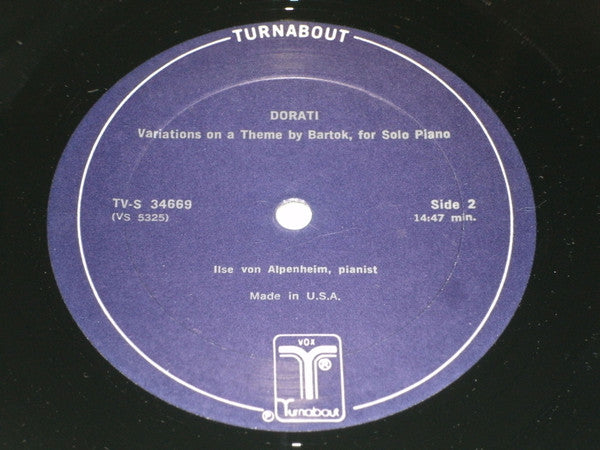 TURNABOUT
DORATI
Variations on a Theme by Bartok, for Solo Piano
TV-S 34669
(VS 5325)
Side 2
14:47 min.
Ilse von Alpenheim, pianist
Made in U.S.A.
VOX
T®
℗ Turnabout